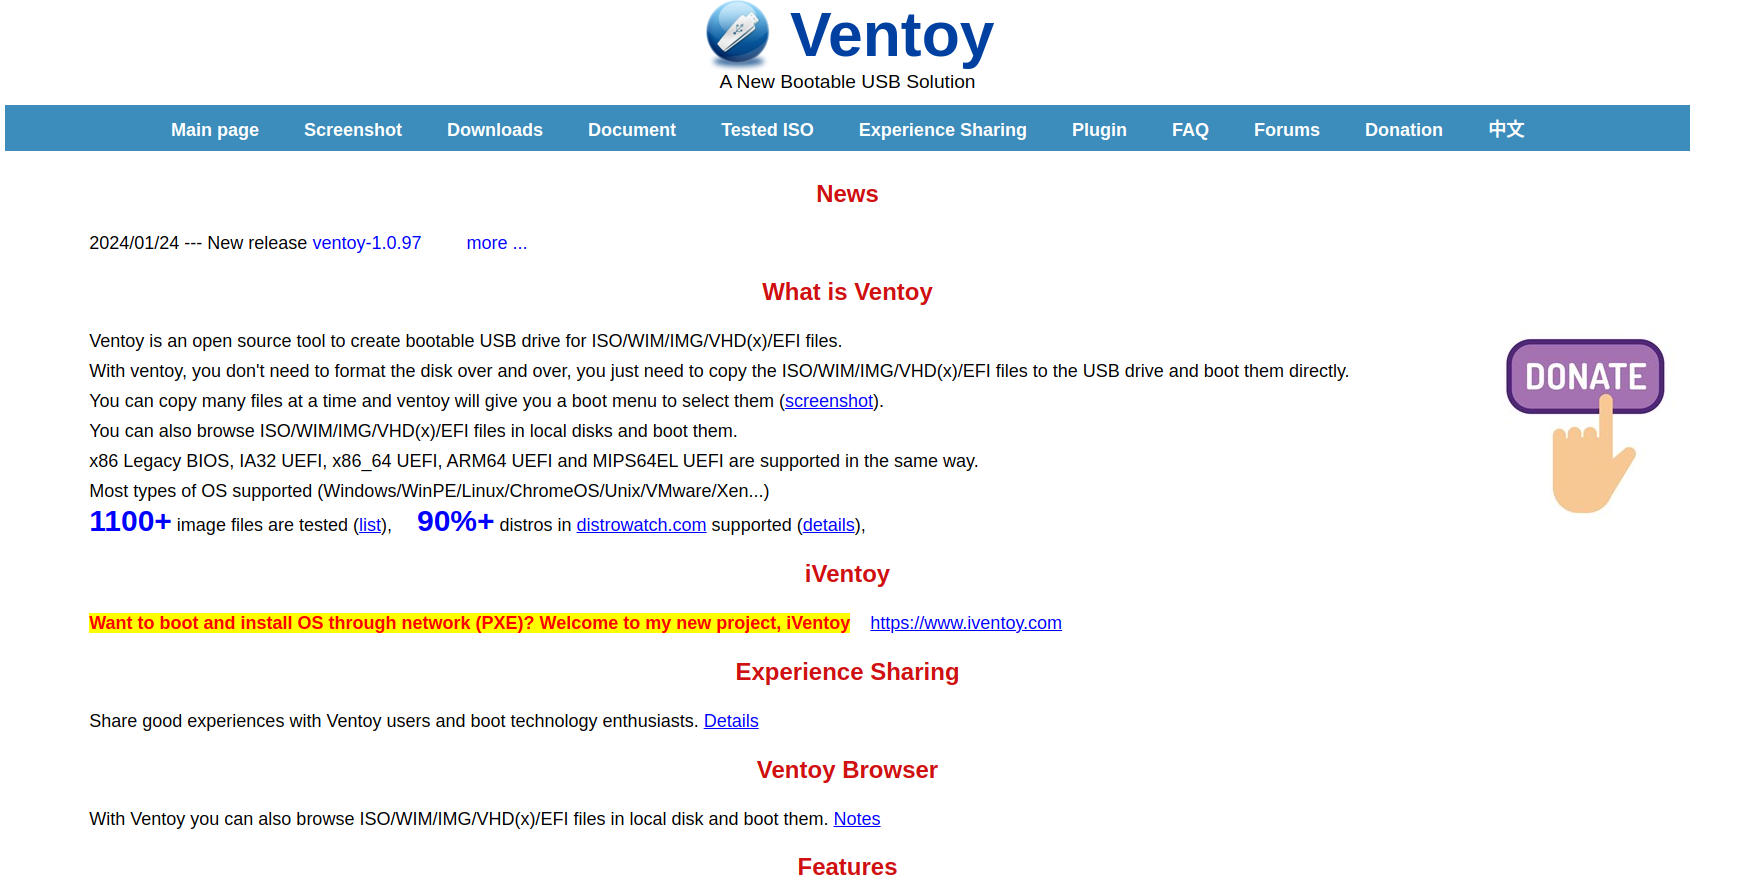 Ventoy
A New Bootable USB Solution
Main page Screenshot Downloads Document Tested ISO Experience Sharing Plugin FAQ Forums Donation 中文
News
2024/01/24 --- New release ventoy-1.0.97 more ...
What is Ventoy
Ventoy is an open source tool to create bootable USB drive for ISO/WIM/IMG/VHD(x)/EFI files.
With ventoy, you don't need to format the disk over and over, you just need to copy the ISO/WIM/IMG/VHD(x)/EFI files to the USB drive and boot them directly.
You can copy many files at a time and ventoy will give you a boot menu to select them (screenshot).
You can also browse ISO/WIM/IMG/VHD(x)/EFI files in local disks and boot them.
x86 Legacy BIOS, IA32 UEFI, x86_64 UEFI, ARM64 UEFI and MIPS64EL UEFI are supported in the same way.
Most types of OS supported (Windows/WinPE/Linux/ChromeOS/Unix/VMware/Xen...)
1100+ image files are tested (list), 90%+ distros in distrowatch.com supported (details),
DONATE
iVentoy
Want to boot and install OS through network (PXE)? Welcome to my new project, iVentoy https://www.iventoy.com
Experience Sharing
Share good experiences with Ventoy users and boot technology enthusiasts. Details
Ventoy Browser
With Ventoy you can also browse ISO/WIM/IMG/VHD(x)/EFI files in local disk and boot them. Notes
Features